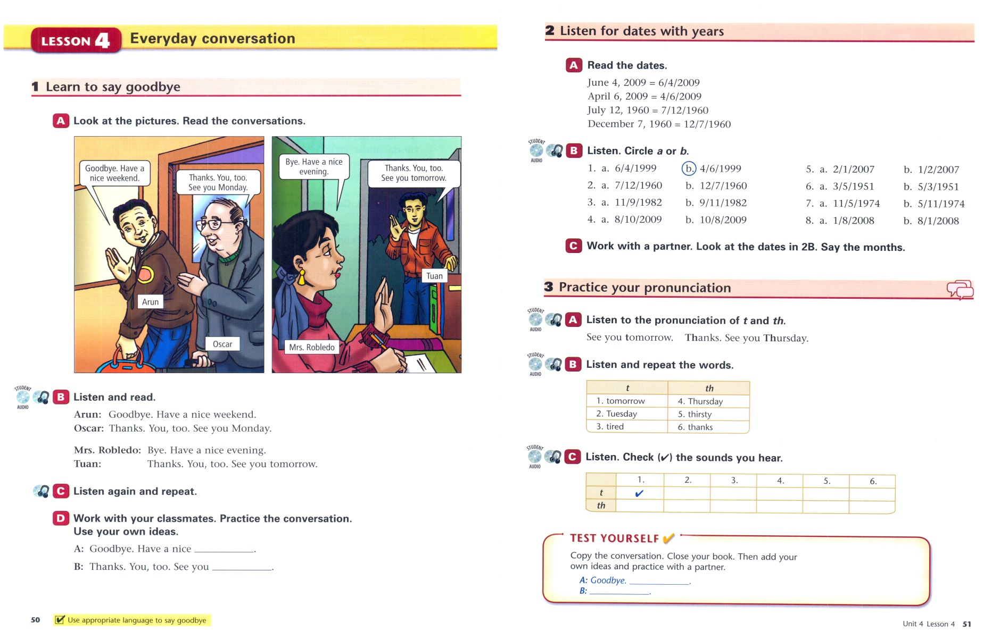 LESSON 4 Everyday conversation
1 Learn to say goodbye
A Look at the pictures. Read the conversations.
Goodbye. Have a
nice weekend.
Thanks. You, too.
See you Monday.
Arun
Oscar
Bye. Have a nice
evening.
Thanks. You, too.
See you tomorrow.
Tuan
Mrs. Robledo
STUDENT
AUDIO
B Listen and read.
Arun: Goodbye. Have a nice weekend.
Oscar: Thanks. You, too. See you Monday.
Mrs. Robledo: Bye. Have a nice evening.
Tuan: Thanks. You, too. See you tomorrow.
C Listen again and repeat.
D Work with your classmates. Practice the conversation.
Use your own ideas.
A: Goodbye. Have a nice ____________.
B: Thanks. You, too. See you ____________.
50 ✔ Use appropriate language to say goodbye
2 Listen for dates with years
A Read the dates.
June 4, 2009 = 6/4/2009
April 6, 2009 = 4/6/2009
July 12, 1960 = 7/12/1960
December 7, 1960 = 12/7/1960
STUDENT
AUDIO
B Listen. Circle a or b.
1. a. 6/4/1999 b. 4/6/1999
2. a. 7/12/1960 b. 12/7/1960
3. a. 11/9/1982 b. 9/11/1982
4. a. 8/10/2009 b. 10/8/2009
5. a. 2/1/2007 b. 1/2/2007
6. a. 3/5/1951 b. 5/3/1951
7. a. 11/5/1974 b. 5/11/1974
8. a. 1/8/2008 b. 8/1/2008
C Work with a partner. Look at the dates in 2B. Say the months.
3 Practice your pronunciation
STUDENT
AUDIO
A Listen to the pronunciation of t and th.
See you tomorrow. Thanks. See you Thursday.
STUDENT
AUDIO
B Listen and repeat the words.
t th
1. tomorrow 4. Thursday
2. Tuesday 5. thirsty
3. tired 6. thanks
STUDENT
AUDIO
C Listen. Check (✔) the sounds you hear.
1. 2. 3. 4. 5. 6.
t ✔
th
TEST YOURSELF ✔
Copy the conversation. Close your book. Then add your
own ideas and practice with a partner.
A: Goodbye. ____________.
B: ____________.
Unit 4 Lesson 4 51